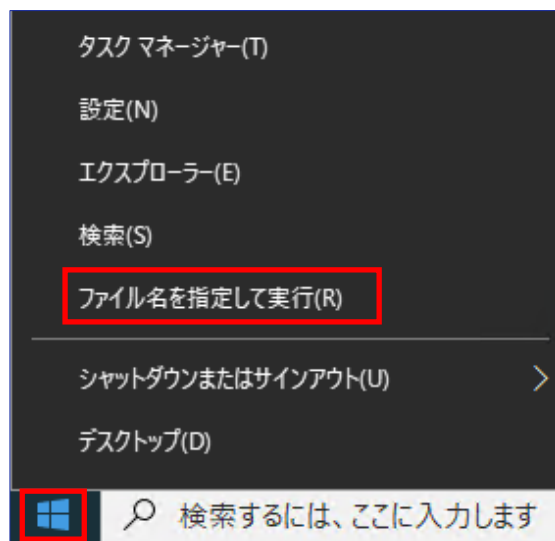 タスク マネージャー(T)
設定(N)
エクスプローラー(E)
検索(S)
ファイル名を指定して実行(R)
シャットダウンまたはサインアウト(U)
デスクトップ(D)
検索するには、ここに入力します